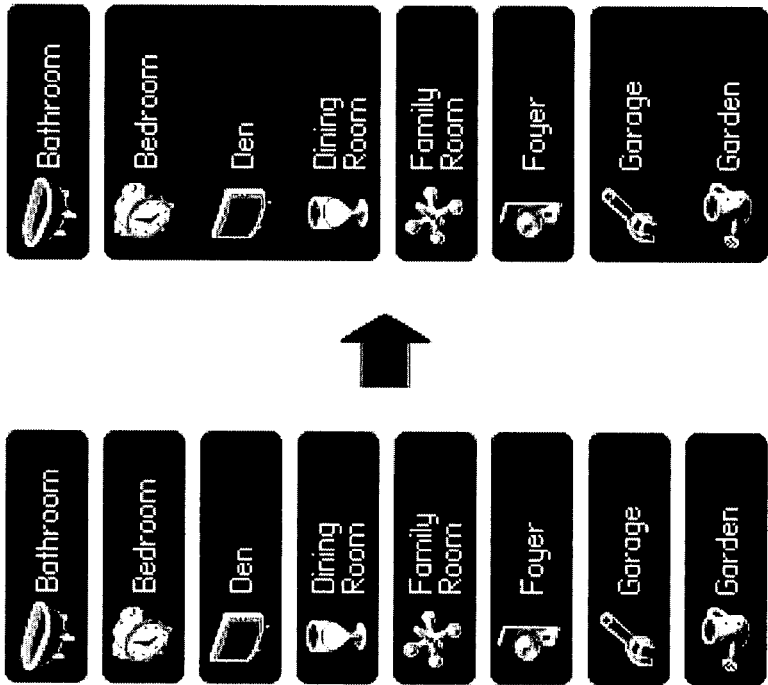 Bathroom
Bedroom
Den
Dining
Room
Family
Room
Foyer
Garage
Garden
Bathroom
Bedroom
Den
Dining
Room
Family
Room
Foyer
Garage
Garden